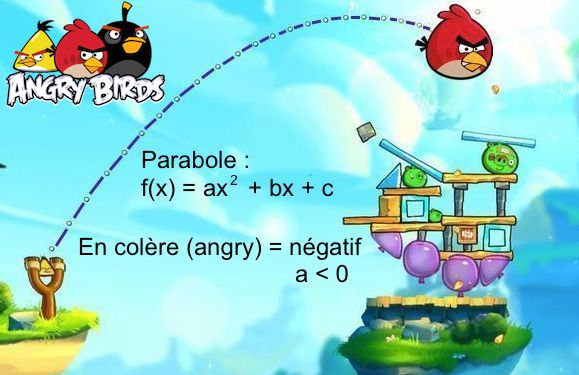 ANGRY BIRDS
Parabole :
f(x) = ax² + bx + c
En colère (angry) = négatif
a < 0